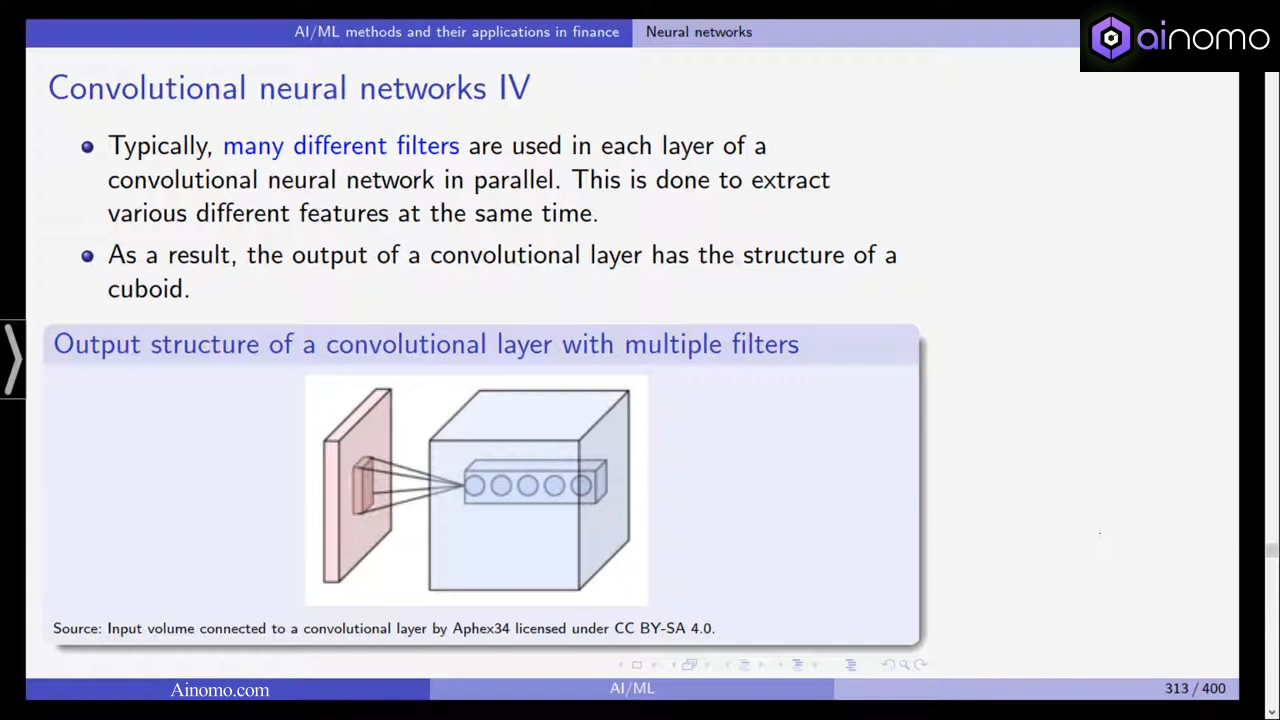 AI/ML methods and their applications in finance Neural networks
ainomo
Convolutional neural networks IV
Typically, many different filters are used in each layer of a
convolutional neural network in parallel. This is done to extract
various different features at the same time.
As a result, the output of a convolutional layer has the structure of a
cuboid.
Output structure of a convolutional layer with multiple filters
Source: Input volume connected to a convolutional layer by Aphex34 licensed under CC BY-SA 4.0.
Ainomo.com AI/ML 313 / 400